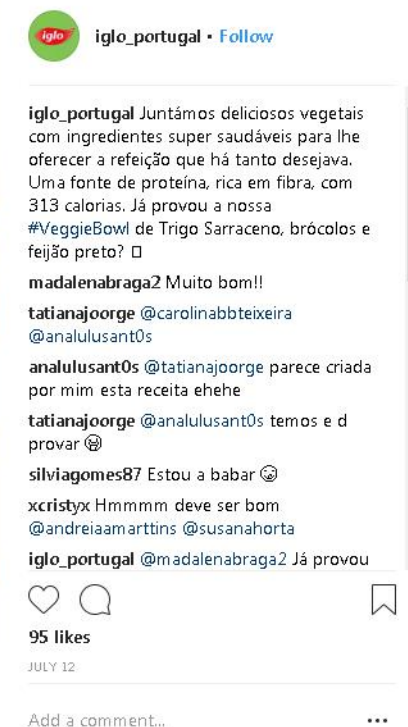 iglo
iglo_portugal • Follow
iglo_portugal Juntámos deliciosos vegetais
com ingredientes super saudáveis para lhe
oferecer a refeição que há tanto desejava.
Uma fonte de proteína, rica em fibra, com
313 calorias. Já provou a nossa
#VeggieBowl de Trigo Sarraceno, brócolos e
feijão preto?
madalenabraga2 Muito bom!!
tatianajoorge @carolinabbteixeira
@analulusant0s
analulusant0s @tatianajoorge parece criada
por mim esta receita ehehe
tatianajoorge @analulusant0s temos e d
provar
silviagomes87 Estou a babar
xcristyx Hmmmm deve ser bom
@andreiaamarttins @susanahorta
iglo_portugal @madalenabraga2 Já provou
95 likes
JULY 12
Add a comment...